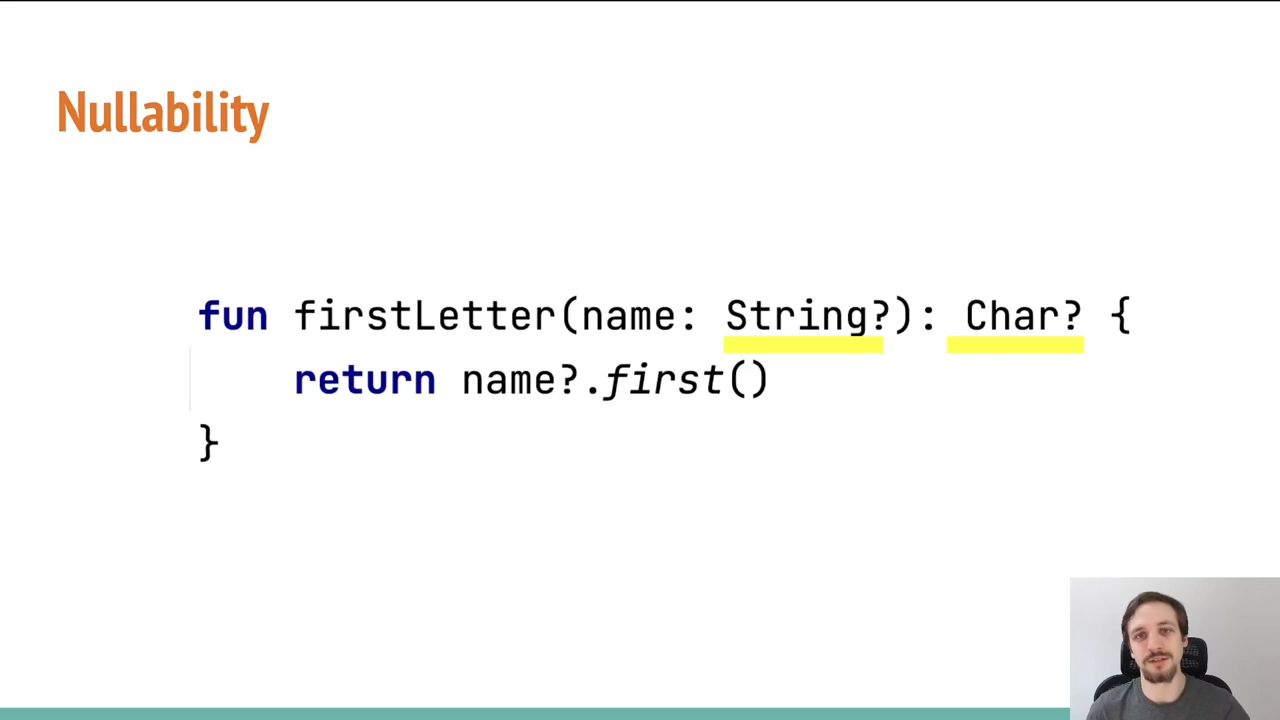 Nullability
fun firstLetter(name: String?): Char? {
return name?.first()
}